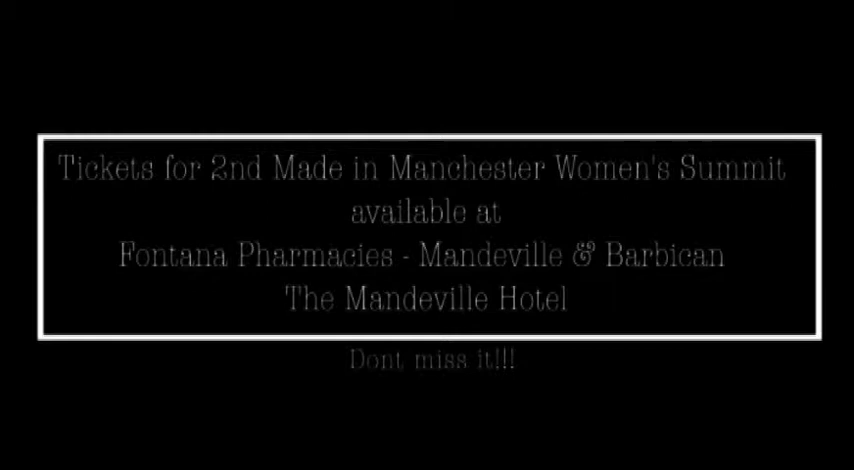 Tickets for 2nd Made in Manchester Women's Summit
available at
Fontana Pharmacies - Mandeville & Barbican
The Mandeville Hotel
Dont miss it!!!